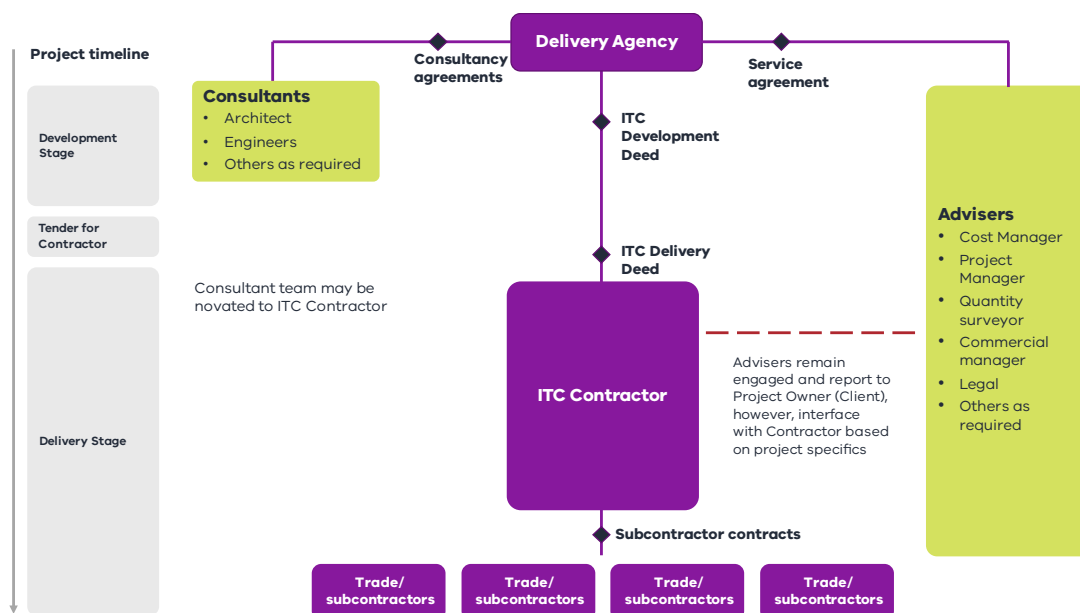 Delivery Agency
Project timeline
Consultancy
agreements
Service
agreement
Consultants
• Architect
• Engineers
• Others as required
Development
Stage
ITC
Development
Deed
Tender for
Contractor
ITC Delivery
Deed
Advisers
• Cost Manager
• Project
Manager
• Quantity
surveyor
• Commercial
manager
• Legal
• Others as
required
Consultant team may be
novated to ITC Contractor
ITC Contractor
Advisers remain
engaged and report to
Project Owner (Client),
however, interface
with Contractor based
on project specifics
Delivery Stage
Subcontractor contracts
Trade/
subcontractors
Trade/
subcontractors
Trade/
subcontractors
Trade/
subcontractors